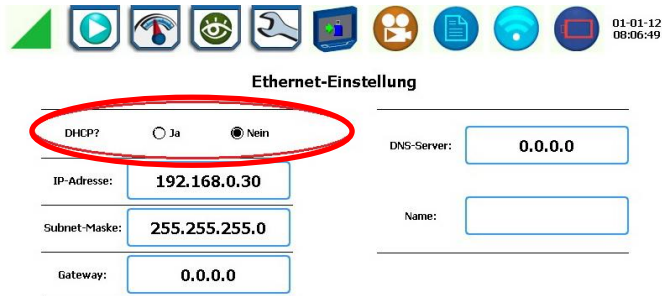 01-01-12
08:06:49
Ethernet-Einstellung
DHCP? Ja Nein
IP-Adresse: 192.168.0.30
Subnet-Maske: 255.255.255.0
Gateway: 0.0.0.0
DNS-Server: 0.0.0.0
Name: